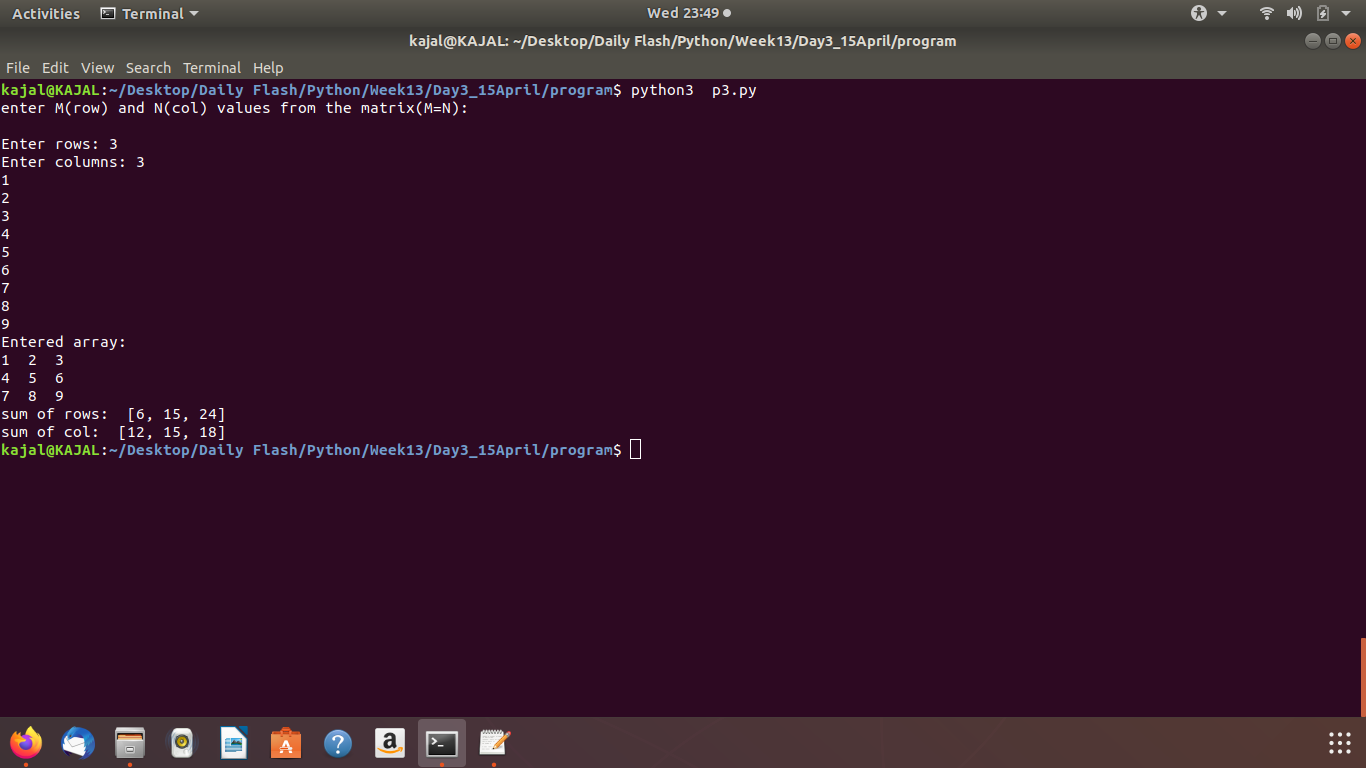 Activities Terminal Wed 23:49
kajal@KAJAL: ~/Desktop/Daily Flash/Python/Week13/Day3_15April/program
File Edit View Search Terminal Help
kajal@KAJAL:~/Desktop/Daily Flash/Python/Week13/Day3_15April/program$ python3  p3.py
enter M(row) and N(col) values from the matrix(M=N):
Enter rows: 3
Enter columns: 3
1
2
3
4
5
6
7
8
9
Entered array:
1  2  3
4  5  6
7  8  9
sum of rows:  [6, 15, 24]
sum of col:  [12, 15, 18]
kajal@KAJAL:~/Desktop/Daily Flash/Python/Week13/Day3_15April/program$